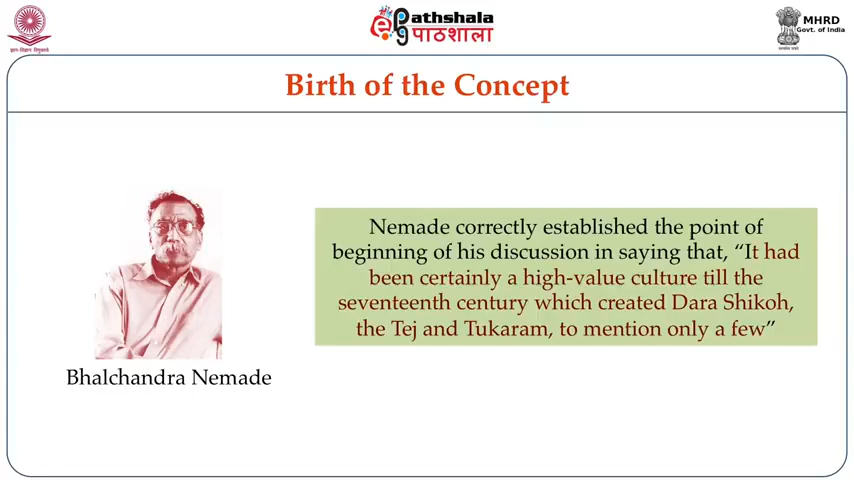 Pathshala
पाठशाला
MHRD
Govt. of India
Birth of the Concept
Nemade correctly established the point of
beginning of his discussion in saying that, “It had
been certainly a high-value culture till the
seventeenth century which created Dara Shikoh,
the Tej and Tukaram, to mention only a few”
Bhalchandra Nemade